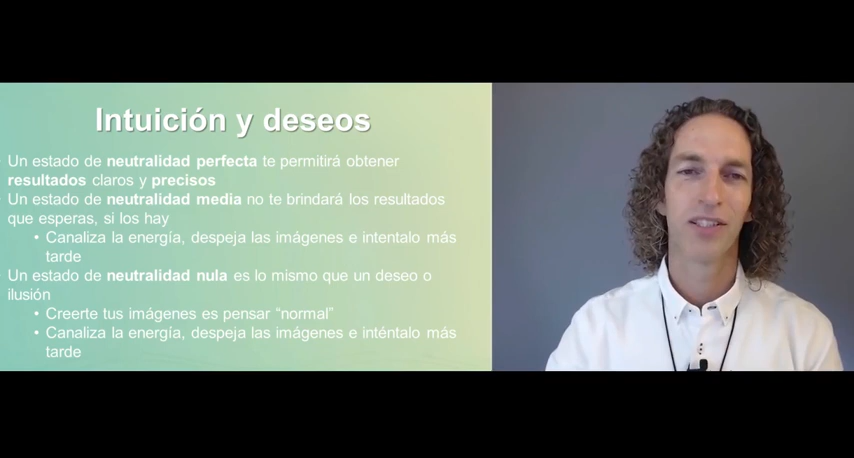 Intuición y deseos
Un estado de neutralidad perfecta te permitirá obtener
resultados claros y precisos
Un estado de neutralidad media no te brindará los resultados
que esperas, si los hay
• Canaliza la energía, despeja las imágenes e intentalo más
tarde
Un estado de neutralidad nula es lo mismo que un deseo o
ilusión
• Creerte tus imágenes es pensar “normal”
• Canaliza la energía, despeja las imágenes e inténtalo más
tarde